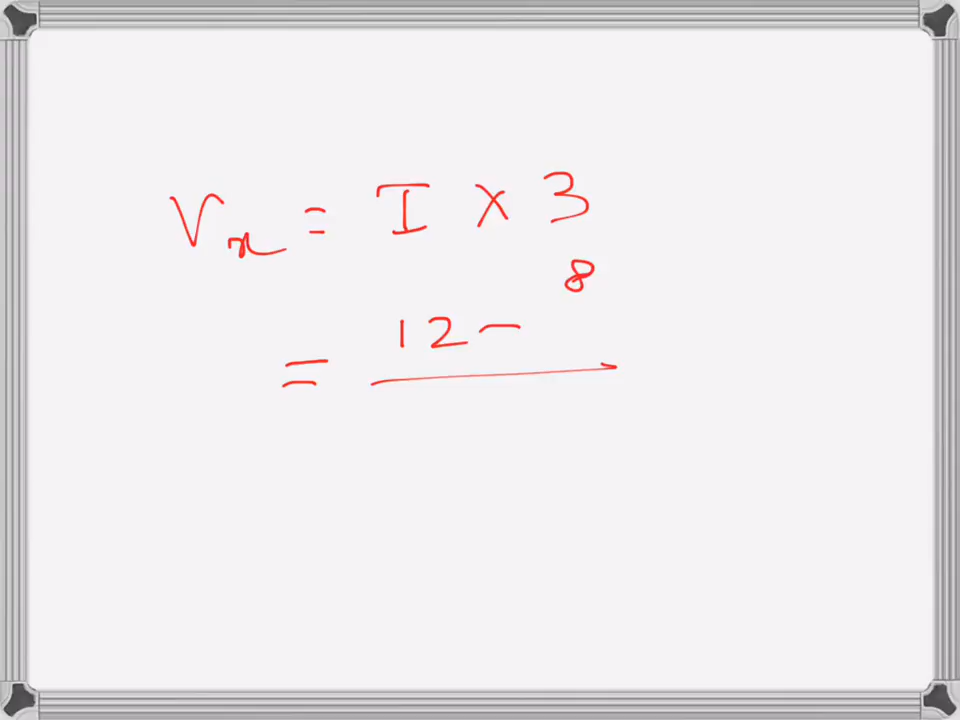 Vx = I × 3
8
= 12 -